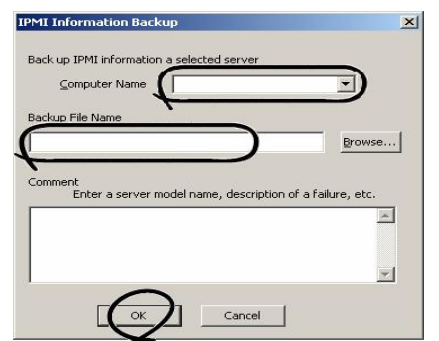 IPMI Information Backup
Back up IPMI information a selected server
Computer Name
Backup File Name
Browse...
Comment
Enter a server model name, description of a failure, etc.
OK Cancel